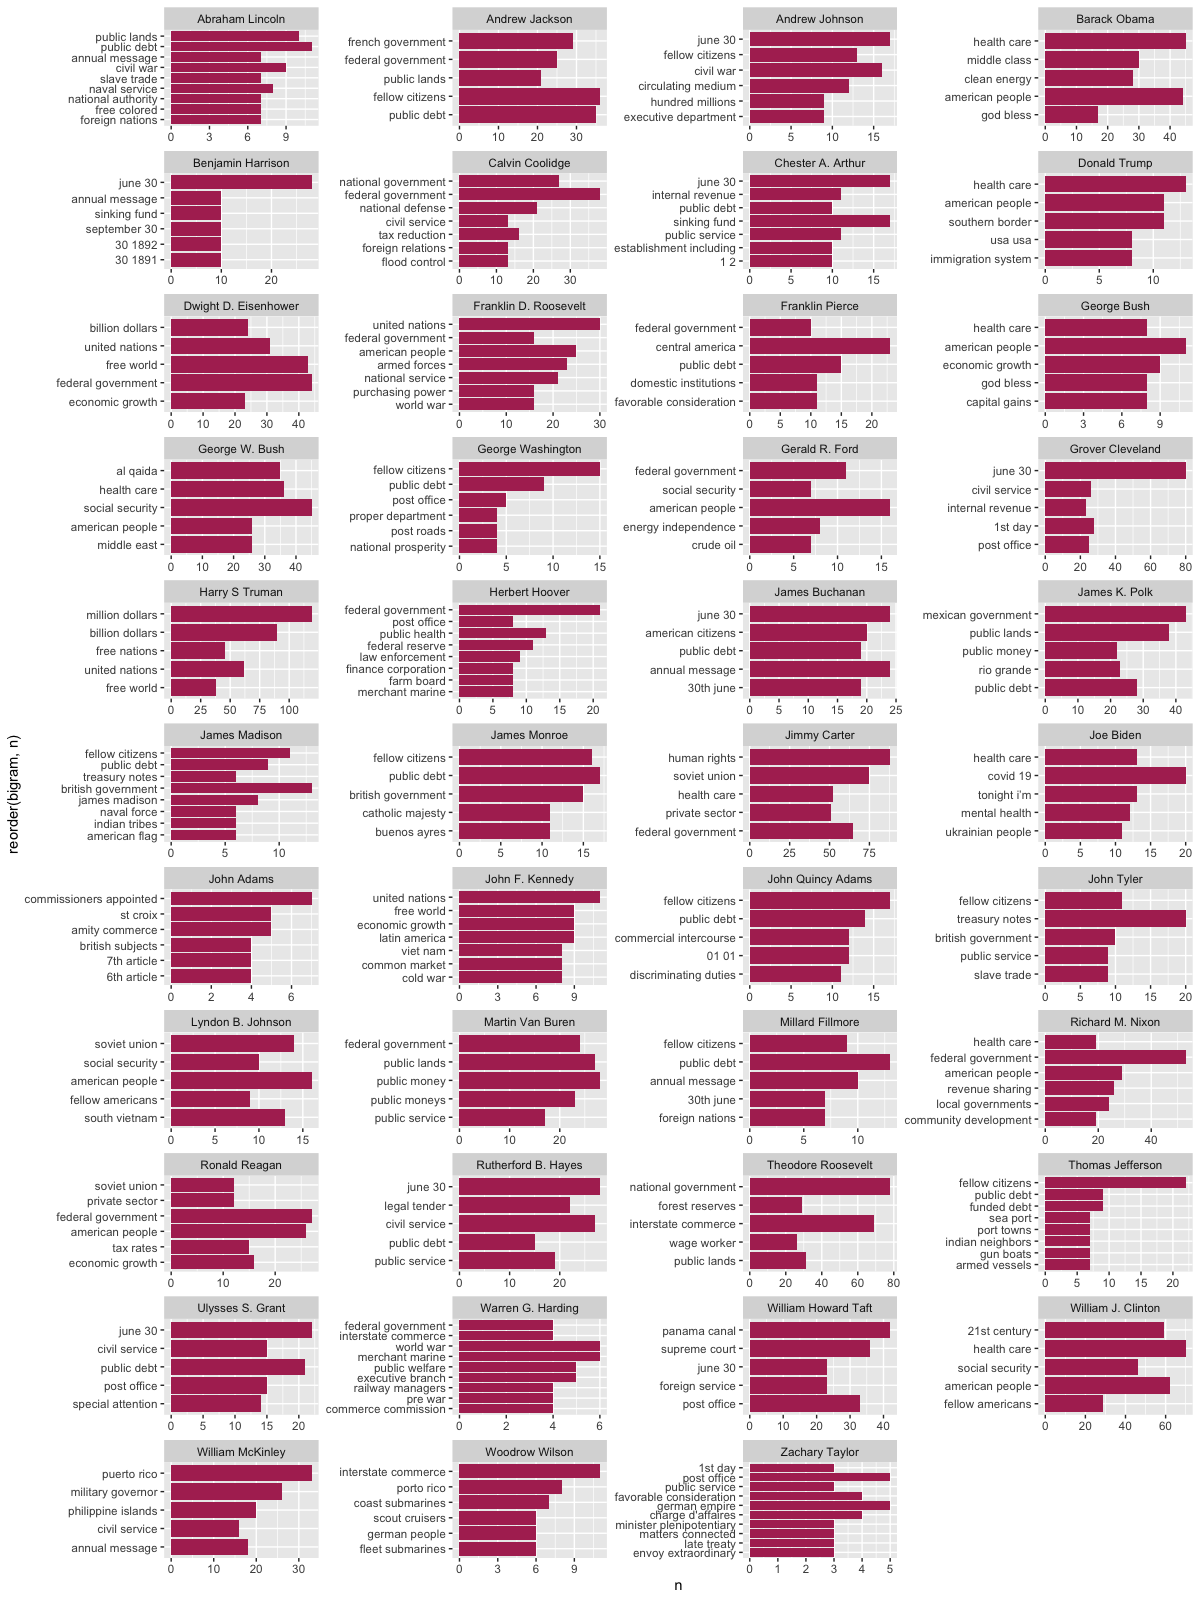 Abraham Lincoln
public lands
public debt
annual message
civil war
slave trade
naval service
national authority
free colored
foreign nations
0 3 6 9
Andrew Jackson
french government
federal government
public lands
fellow citizens
public debt
0 10 20 30
Andrew Johnson
june 30
fellow citizens
civil war
circulating medium
hundred millions
executive department
0 5 10 15
Barack Obama
health care
middle class
clean energy
american people
god bless
0 10 20 30 40
Benjamin Harrison
june 30
annual message
sinking fund
september 30
30 1892
30 1891
0 10 20
Calvin Coolidge
national government
federal government
national defense
civil service
tax reduction
foreign relations
flood control
0 10 20 30
Chester A. Arthur
june 30
internal revenue
public debt
sinking fund
public service
establishment including
1 2
0 5 10 15
Donald Trump
health care
american people
southern border
usa usa
immigration system
0 5 10
Dwight D. Eisenhower
billion dollars
united nations
free world
federal government
economic growth
0 10 20 30 40
Franklin D. Roosevelt
united nations
federal government
american people
armed forces
national service
purchasing power
world war
0 10 20 30
Franklin Pierce
federal government
central america
public debt
domestic institutions
favorable consideration
0 5 10 15 20
George Bush
health care
american people
economic growth
god bless
capital gains
0 3 6 9
George W. Bush
al qaida
health care
social security
american people
middle east
0 10 20 30 40
George Washington
fellow citizens
public debt
post office
proper department
post roads
national prosperity
0 5 10 15
Gerald R. Ford
federal government
social security
american people
energy independence
crude oil
0 5 10 15
Grover Cleveland
june 30
civil service
internal revenue
1st day
post office
0 20 40 60 80
Harry S Truman
million dollars
billion dollars
free nations
united nations
free world
0 25 50 75 100
Herbert Hoover
federal government
post office
public health
federal reserve
law enforcement
finance corporation
farm board
merchant marine
0 5 10 15 20
James Buchanan
june 30
american citizens
public debt
annual message
30th june
0 5 10 15 20 25
James K. Polk
mexican government
public lands
public money
rio grande
public debt
0 10 20 30 40
reorder(bigram, n)
James Madison
fellow citizens
public debt
treasury notes
british government
james madison
naval force
indian tribes
american flag
0 5 10
James Monroe
fellow citizens
public debt
british government
catholic majesty
buenos ayres
0 5 10 15
Jimmy Carter
human rights
soviet union
health care
private sector
federal government
0 25 50 75
Joe Biden
health care
covid 19
tonight i'm
mental health
ukrainian people
0 5 10 15 20
John Adams
commissioners appointed
st croix
amity commerce
british subjects
7th article
6th article
0 2 4 6
John F. Kennedy
united nations
free world
economic growth
latin america
viet nam
common market
cold war
0 3 6 9
John Quincy Adams
fellow citizens
public debt
commercial intercourse
01 01
discriminating duties
0 5 10 15
John Tyler
fellow citizens
treasury notes
british government
public service
slave trade
0 5 10 15 20
Lyndon B. Johnson
soviet union
social security
american people
fellow americans
south vietnam
0 5 10 15
Martin Van Buren
federal government
public lands
public money
public moneys
public service
0 10 20
Millard Fillmore
fellow citizens
public debt
annual message
30th june
foreign nations
0 5 10
Richard M. Nixon
health care
federal government
american people
revenue sharing
local governments
community development
0 20 40
Ronald Reagan
soviet union
private sector
federal government
american people
tax rates
economic growth
0 10 20
Rutherford B. Hayes
june 30
legal tender
civil service
public debt
public service
0 10 20
Theodore Roosevelt
national government
forest reserves
interstate commerce
wage worker
public lands
0 20 40 60 80
Thomas Jefferson
fellow citizens
public debt
funded debt
sea port
port towns
indian neighbors
gun boats
armed vessels
0 5 10 15 20
Ulysses S. Grant
june 30
civil service
public debt
post office
special attention
0 5 10 15 20
Warren G. Harding
federal government
interstate commerce
world war
merchant marine
public welfare
executive branch
railway managers
pre war
commerce commission
0 2 4 6
William Howard Taft
panama canal
supreme court
june 30
foreign service
post office
0 10 20 30 40
William J. Clinton
21st century
health care
social security
american people
fellow americans
0 20 40 60
William McKinley
puerto rico
military governor
philippine islands
civil service
annual message
0 10 20 30
Woodrow Wilson
interstate commerce
porto rico
coast submarines
scout cruisers
german people
fleet submarines
0 3 6 9
Zachary Taylor
1st day
post office
public service
favorable consideration
german empire
charge d'affaires
minister plenipotentiary
matters connected
late treaty
envoy extraordinary
0 1 2 3 4 5
n